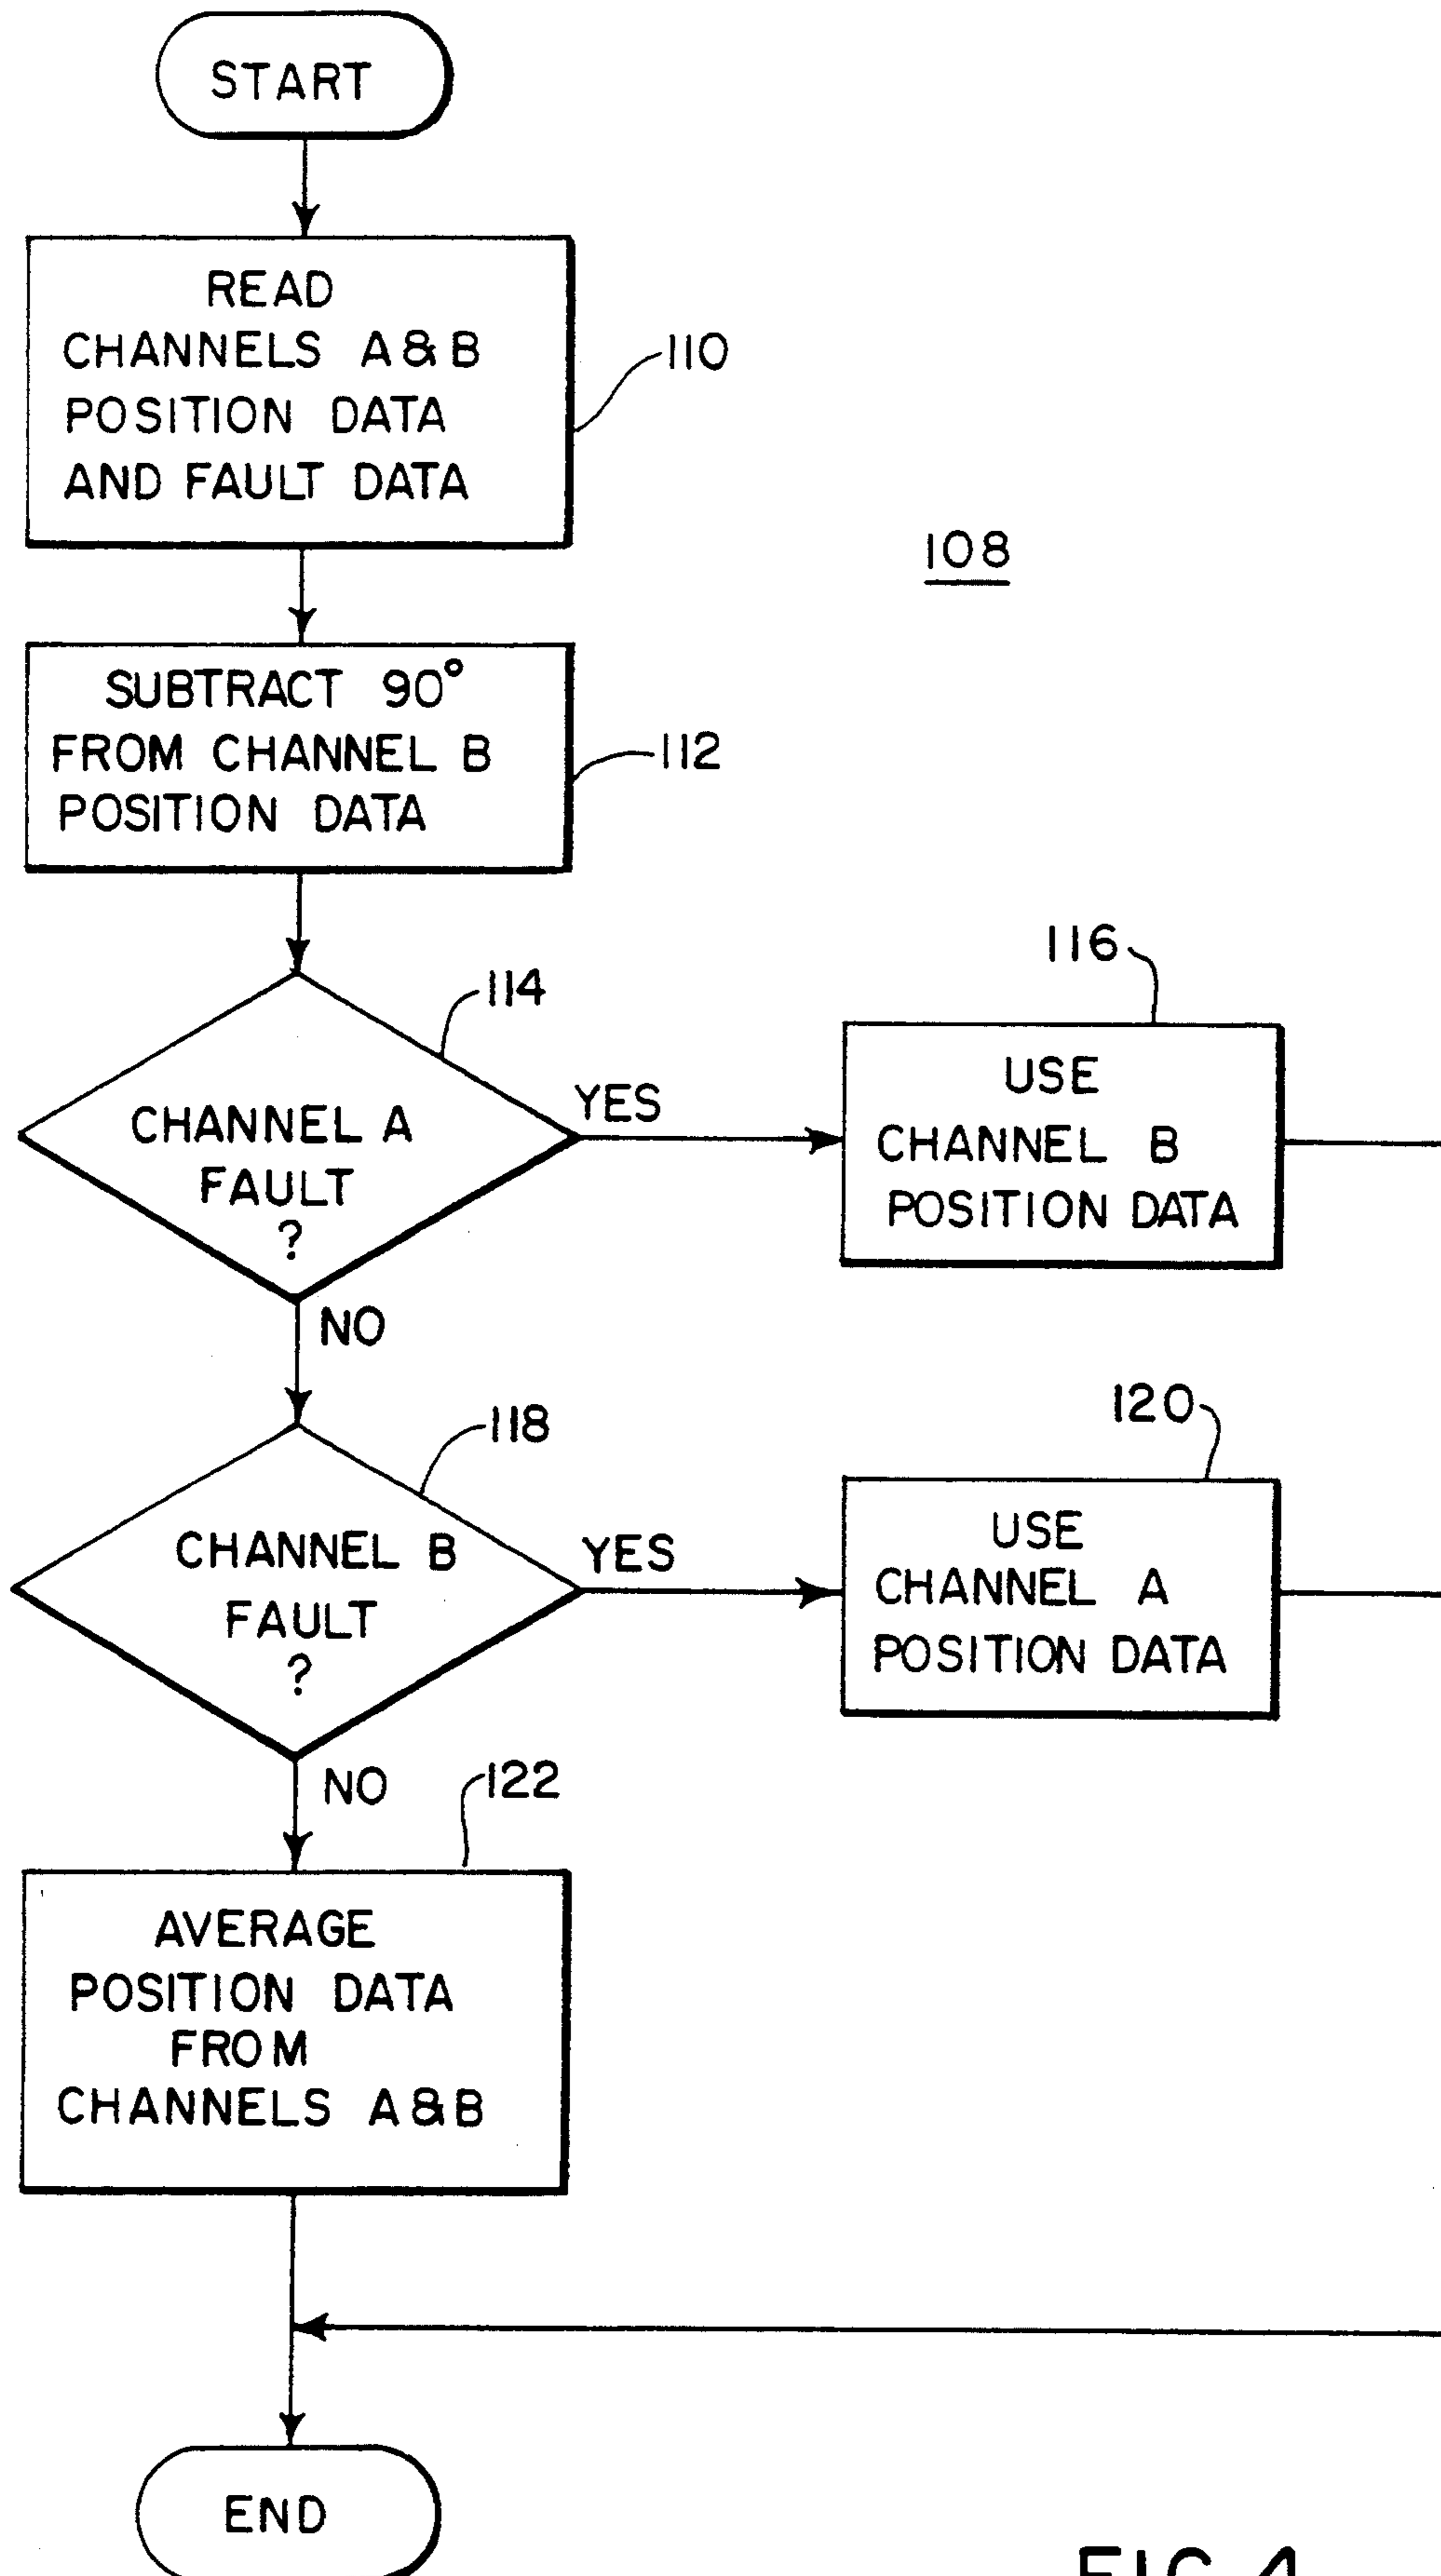 START
READ
CHANNELS A & B
POSITION DATA
AND FAULT DATA
110
108
SUBTRACT 90°
FROM CHANNEL B
POSITION DATA
112
114
CHANNEL A
FAULT
?
YES
NO
116
USE
CHANNEL B
POSITION DATA
118
CHANNEL B
FAULT
?
YES
NO
120
USE
CHANNEL A
POSITION DATA
122
AVERAGE
POSITION DATA
FROM
CHANNELS A & B
END
FIG. 4